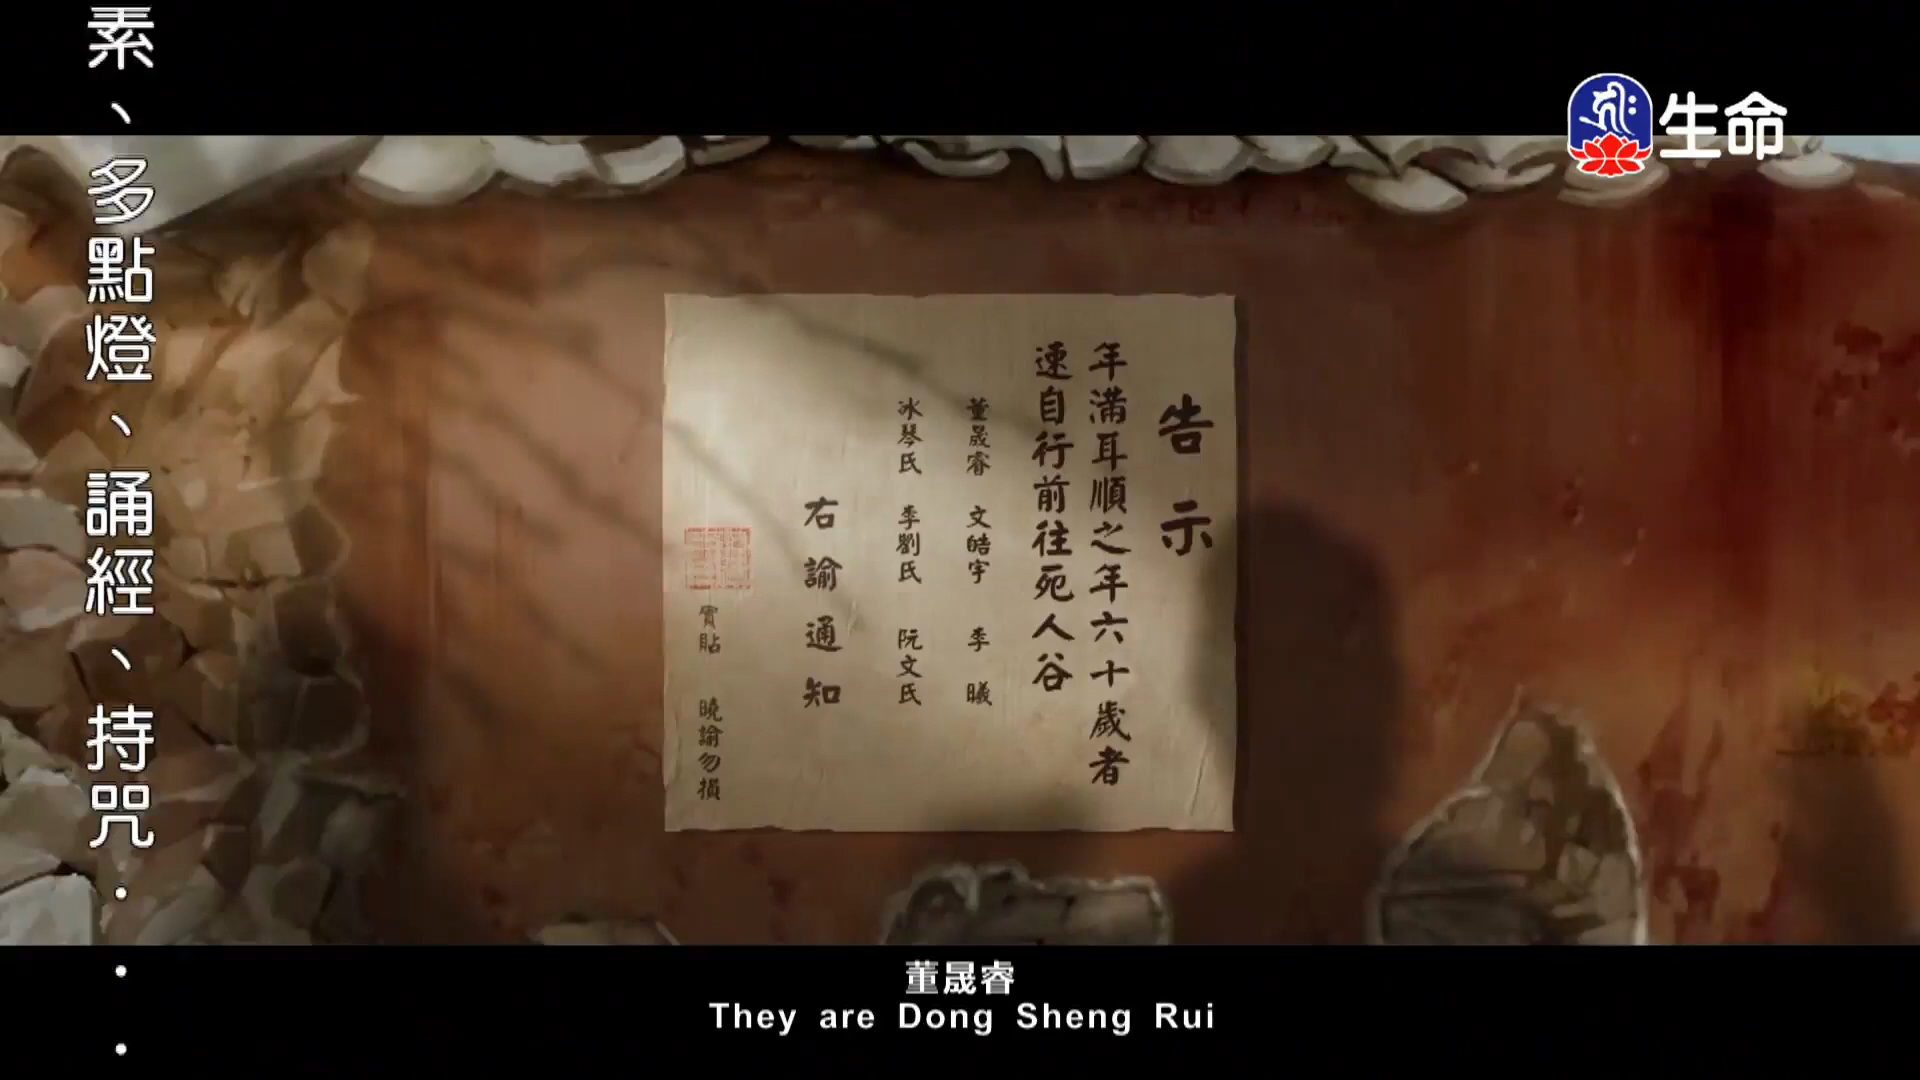 素、多點燈、誦經、持咒．．．
生命
告示
年滿耳順之年六十歲者
速自行前往死人谷
董晟睿 文皓宇 李曦
冰琴氏 李劉氏 阮文氏
右諭通知
實貼 曉諭勿損
董晟睿
They are Dong Sheng Rui